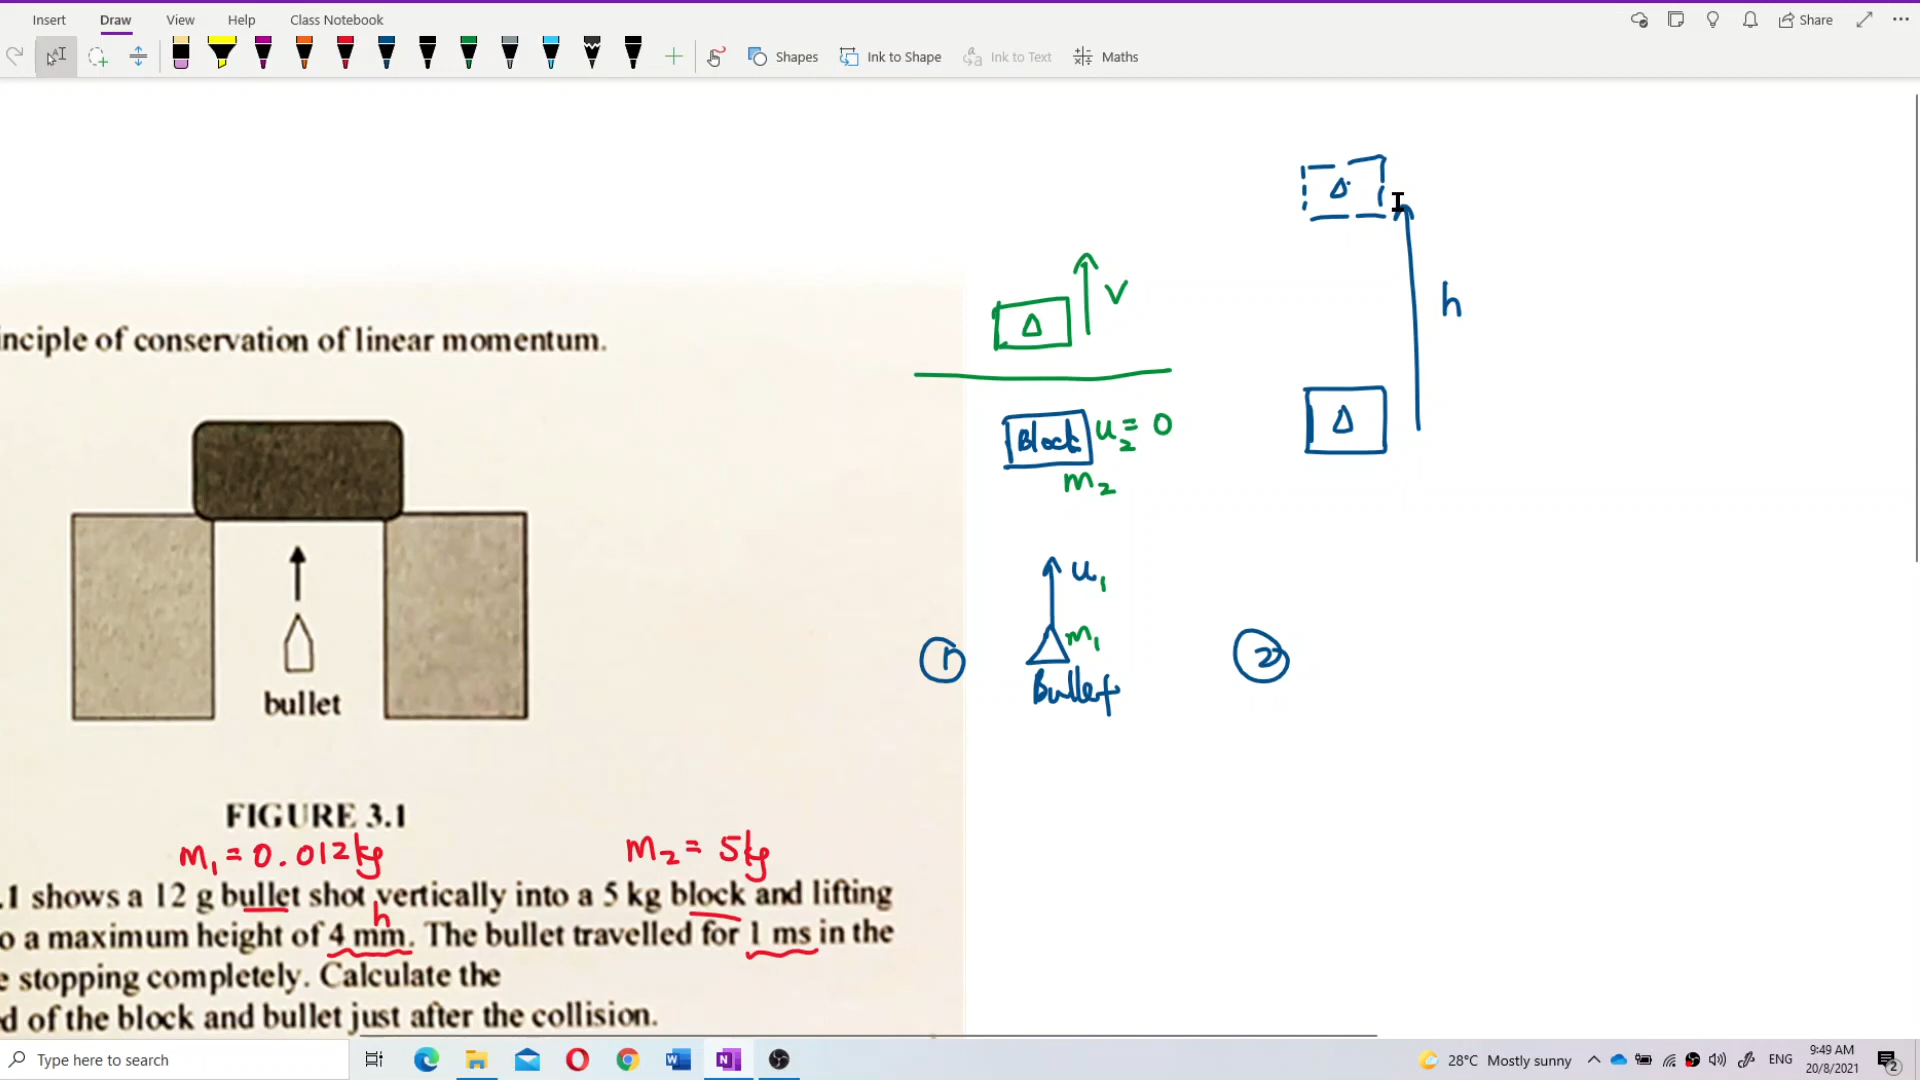 Insert Draw View Help Class Notebook Share
Shapes Ink to Shape Ink to Text Maths
inciple of conservation of linear momentum.
bullet
FIGURE 3.1
m₁ = 0.012kg
m₂ = 5kg
.1 shows a 12 g bullet shot vertically into a 5 kg block and lifting
h
o a maximum height of 4 mm. The bullet travelled for 1 ms in the
e stopping completely. Calculate the
d of the block and bullet just after the collision.
v
Block
u₂ = 0
m₂
u₁
m₁
Bullet
1
h
2
Type here to search
28°C Mostly sunny
ENG
9:49 AM
20/8/2021
2